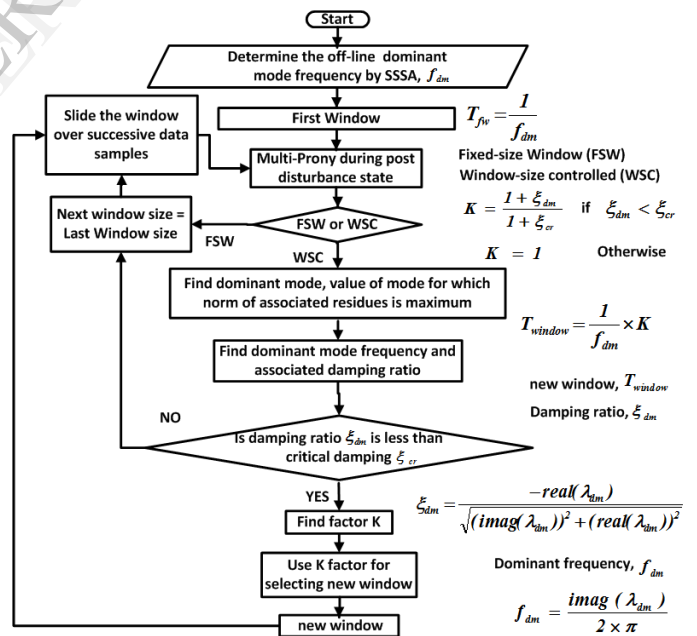 Start
Determine the off-line dominant
mode frequency by SSSA, f_dm
First Window
T_fw = 1 / f_dm
Slide the window
over successive data
samples
Multi-Prony during post
disturbance state
Fixed-size Window (FSW)
Window-size controlled (WSC)
K = (1 + ξ_dm) / (1 + ξ_cr) if ξ_dm < ξ_cr
K = 1 Otherwise
Next window size =
Last Window size
FSW or WSC
FSW
WSC
Find dominant mode, value of mode for which
norm of associated residues is maximum
T_window = 1 / f_dm × K
Find dominant mode frequency and
associated damping ratio
new window, T_window
Damping ratio, ξ_dm
NO
Is damping ratio ξ_dm is less than
critical damping ξ_cr
YES
ξ_dm = -real(λ_dm) / √((imag(λ_dm))² + (real(λ_dm))²)
Find factor K
Use K factor for
selecting new window
Dominant frequency, f_dm
f_dm = imag (λ_dm) / 2 × π
new window